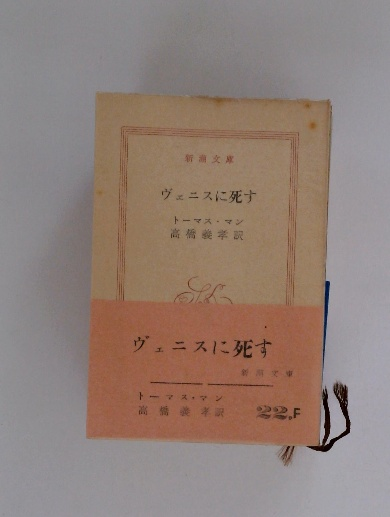 新潮文庫
ヴェニスに死す
トーマス・マン
高橋義孝訳
ヴェニスに死す
新潮文庫
トーマス・マン
高橋義孝訳
22.F